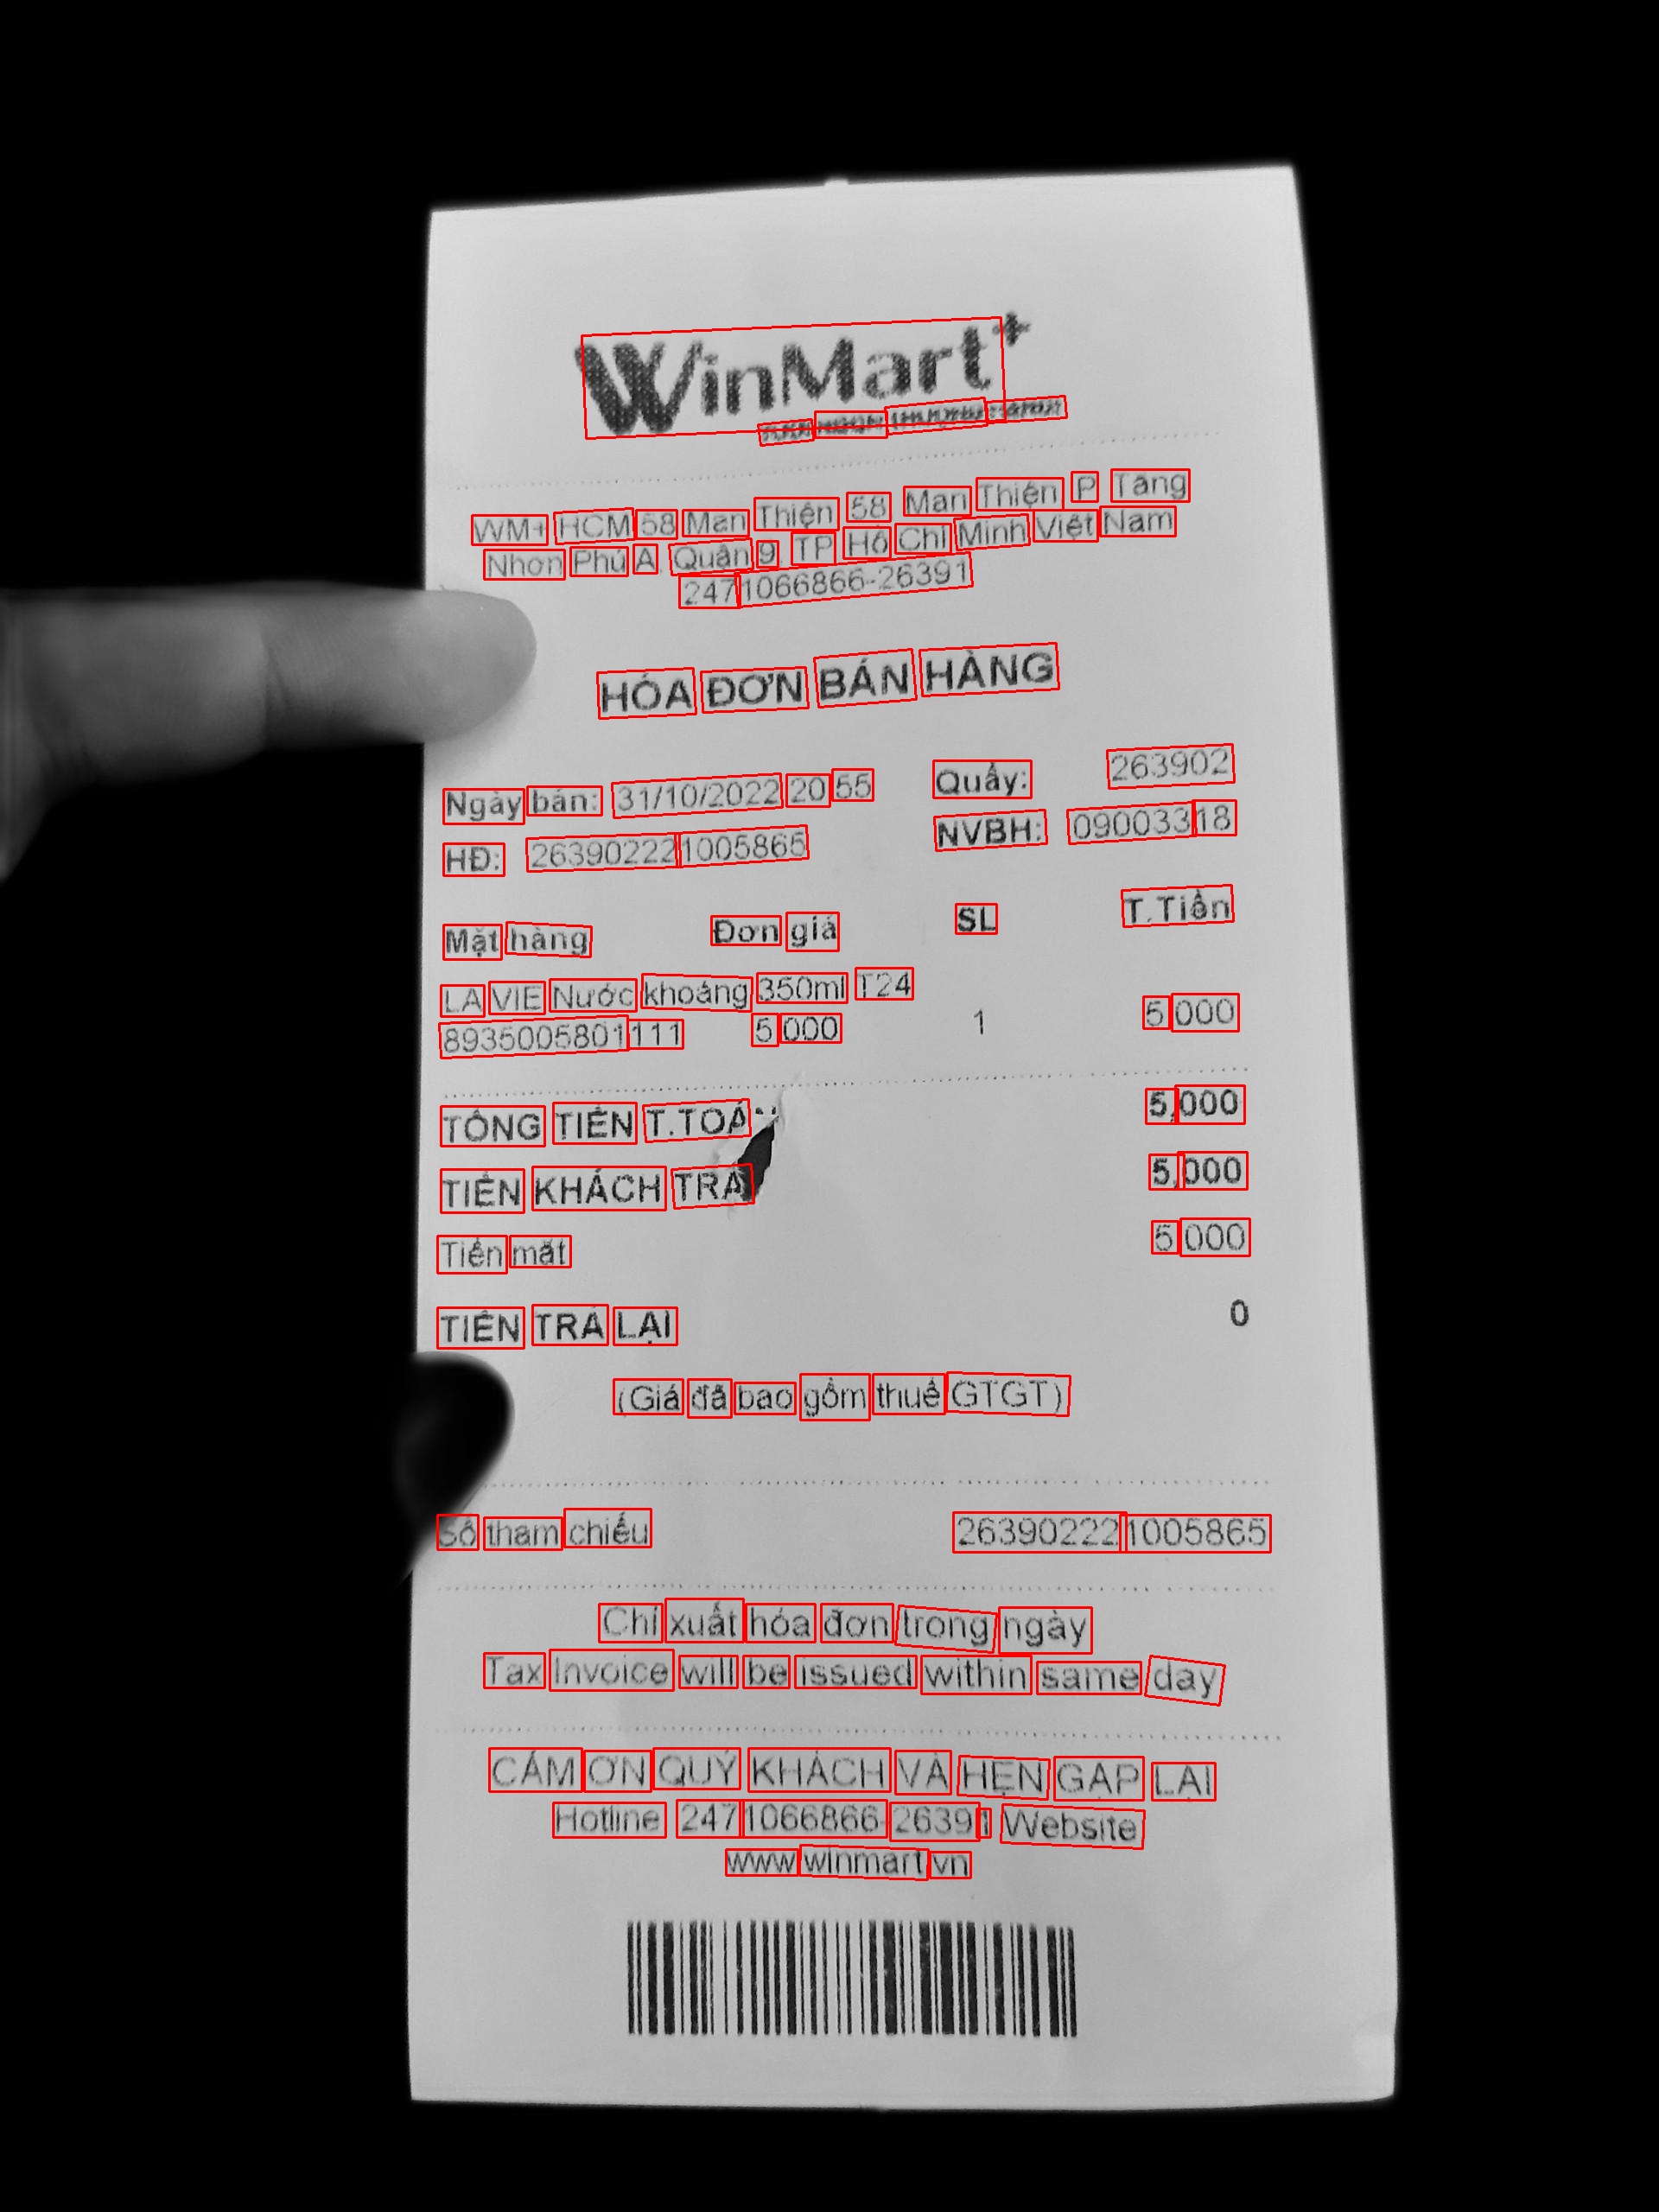 WinMart+
WM+ HCM 58 Man Thiện 58 Man Thiện P Tăng
Nhơn Phú A, Quận 9, TP Hồ Chí Minh Việt Nam
2471066866-26391
HÓA ĐƠN BÁN HÀNG
Ngày bán: 31/10/2022 20:55 Quầy: 263902
HĐ: 263902221005865 NVBH: 09003318
Mặt hàng Đơn giá SL T.Tiền
LA VIE Nước khoáng 350ml T24
8935005801111 5,000 1 5,000
TỔNG TIỀN T.TOÁN 5,000
TIỀN KHÁCH TRẢ 5,000
Tiền mặt 5,000
TIỀN TRẢ LẠI 0
(Giá đã bao gồm thuế GTGT)
Số tham chiếu 263902221005865
Chỉ xuất hóa đơn trong ngày
Tax Invoice will be issued within same day
CẢM ƠN QUÝ KHÁCH VÀ HẸN GẶP LẠI
Hotline 2471066866-26391 Website
www.winmart.vn